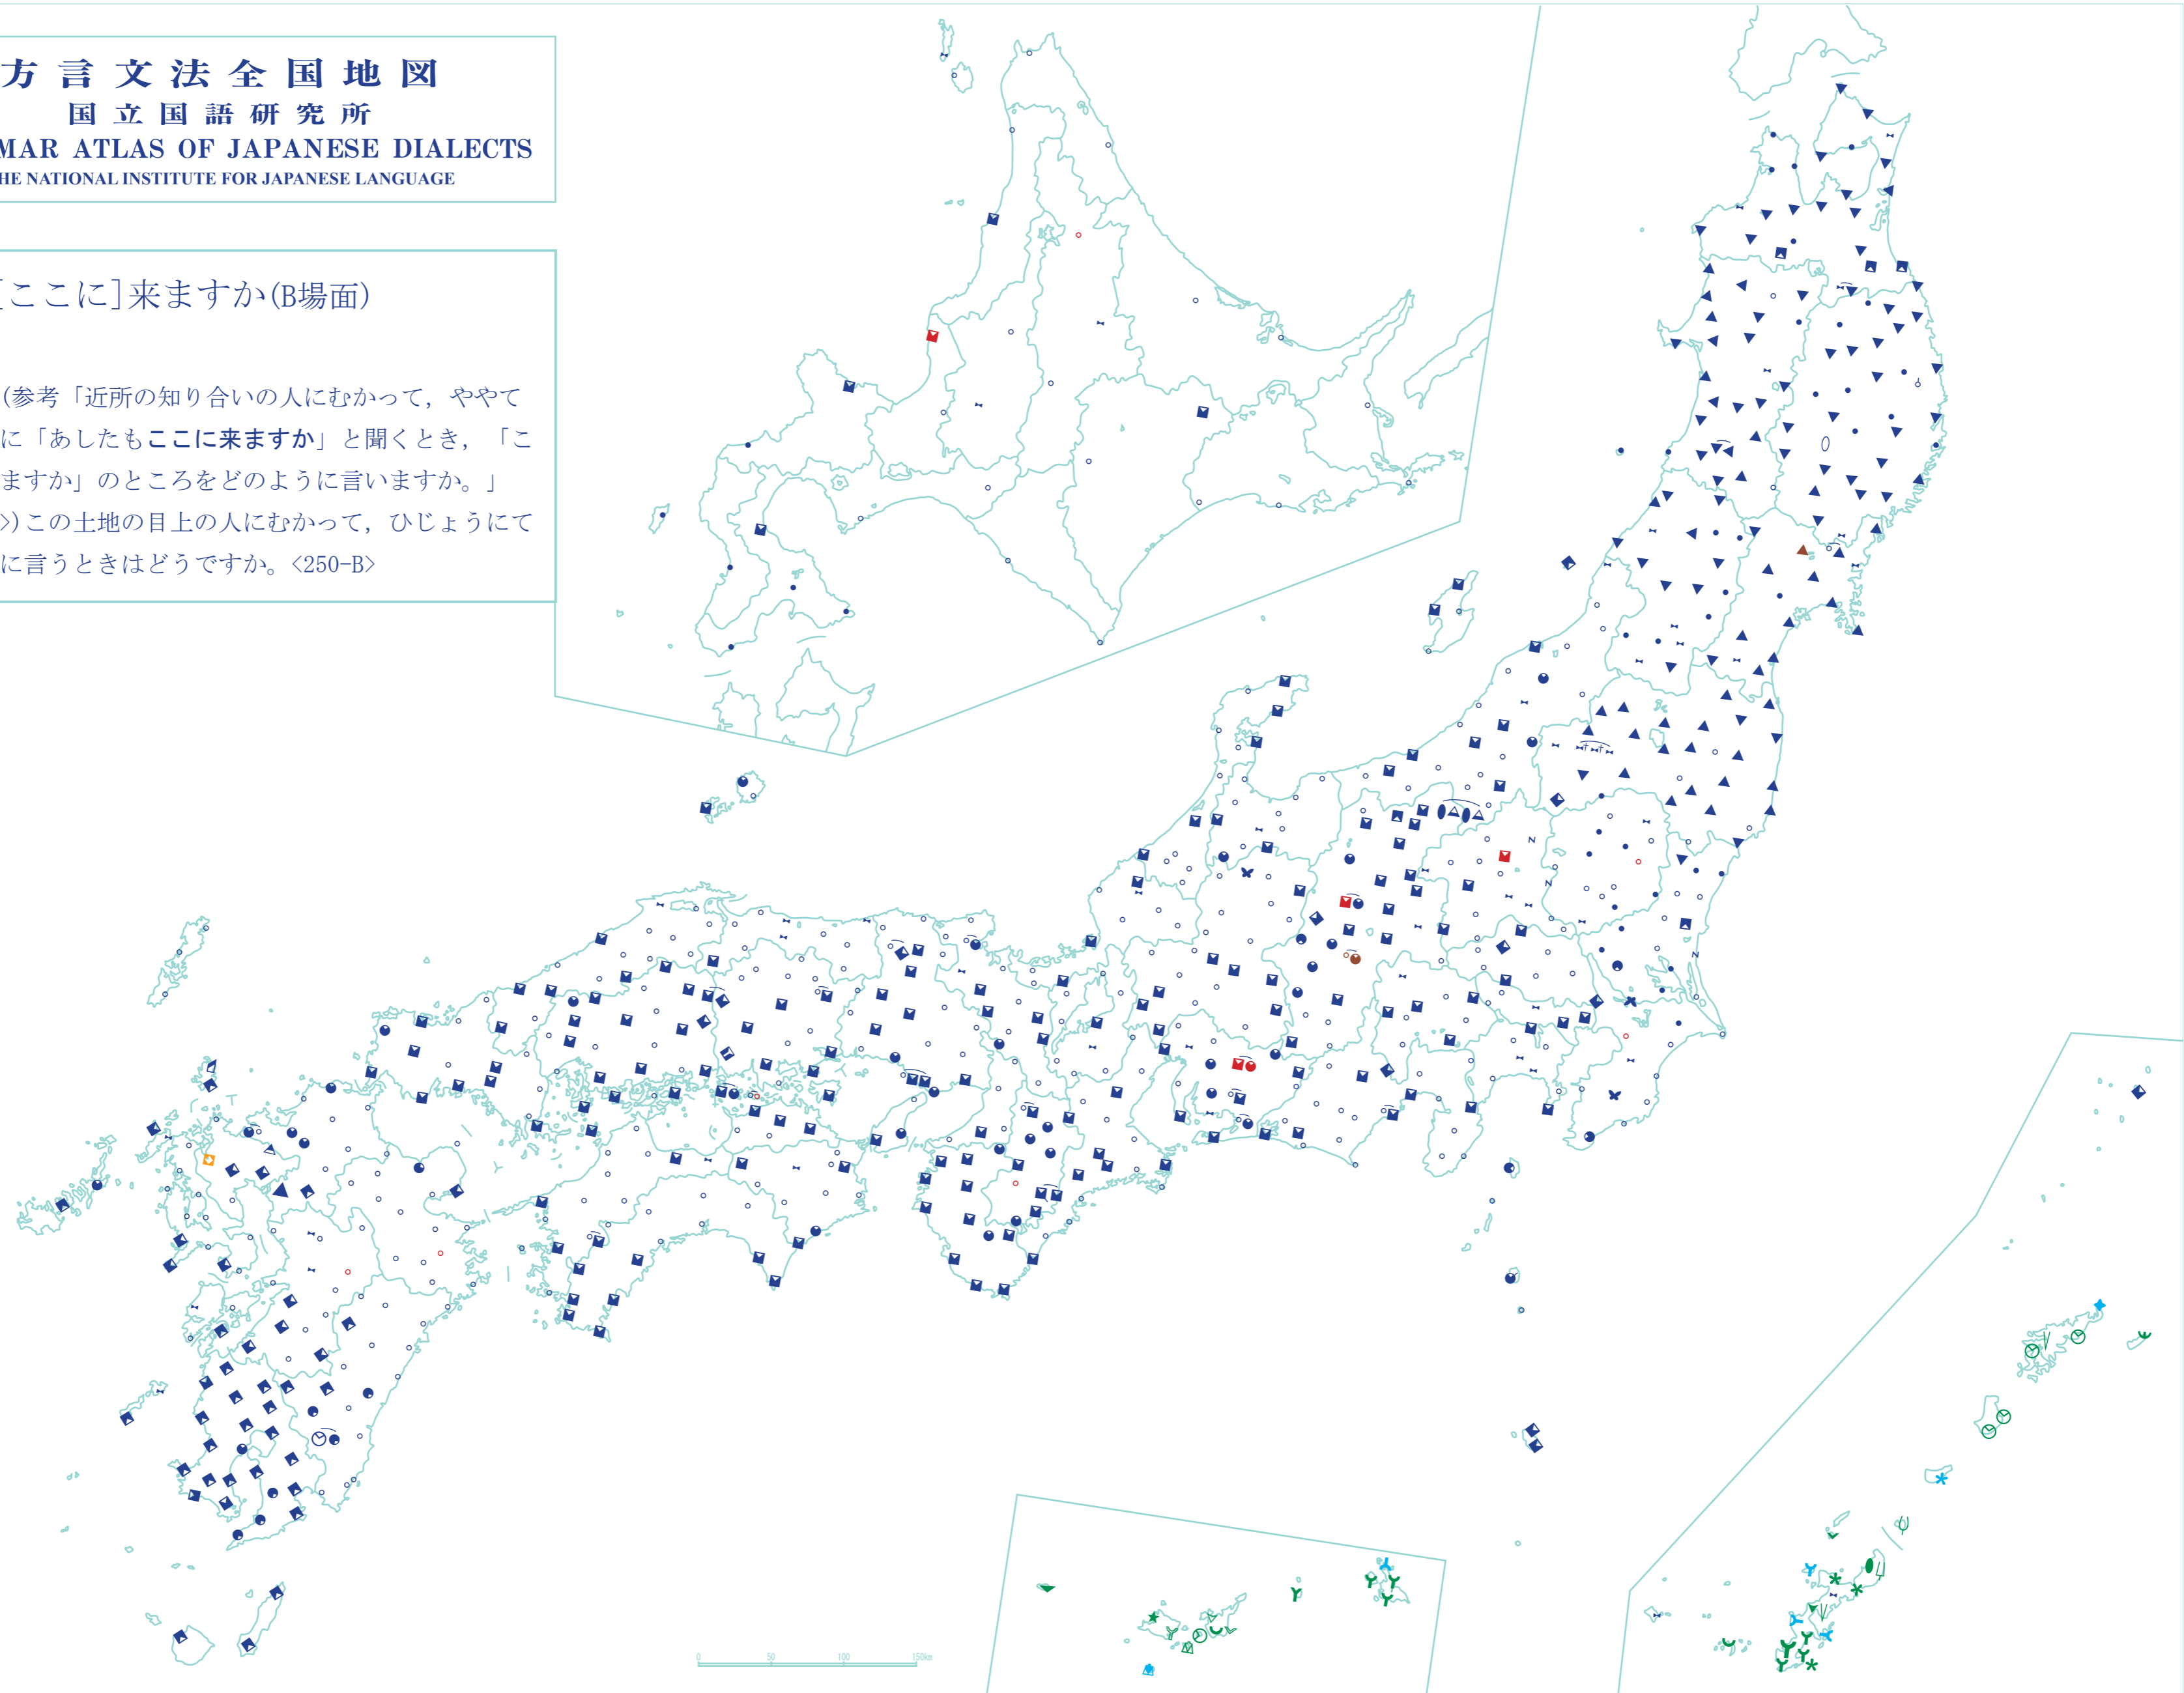 方言文法全国地図
国立国語研究所
MAR ATLAS OF JAPANESE DIALECTS
HE NATIONAL INSTITUTE FOR JAPANESE LANGUAGE
[ここに]来ますか(B場面)
(参考「近所の知り合いの人にむかって，ややて
に「あしたもここに来ますか」と聞くとき，「こ
ますか」のところをどのように言いますか。」
>)この土地の目上の人にむかって，ひじょうにて
に言うときはどうですか。<250-B>
0 50 100 150km